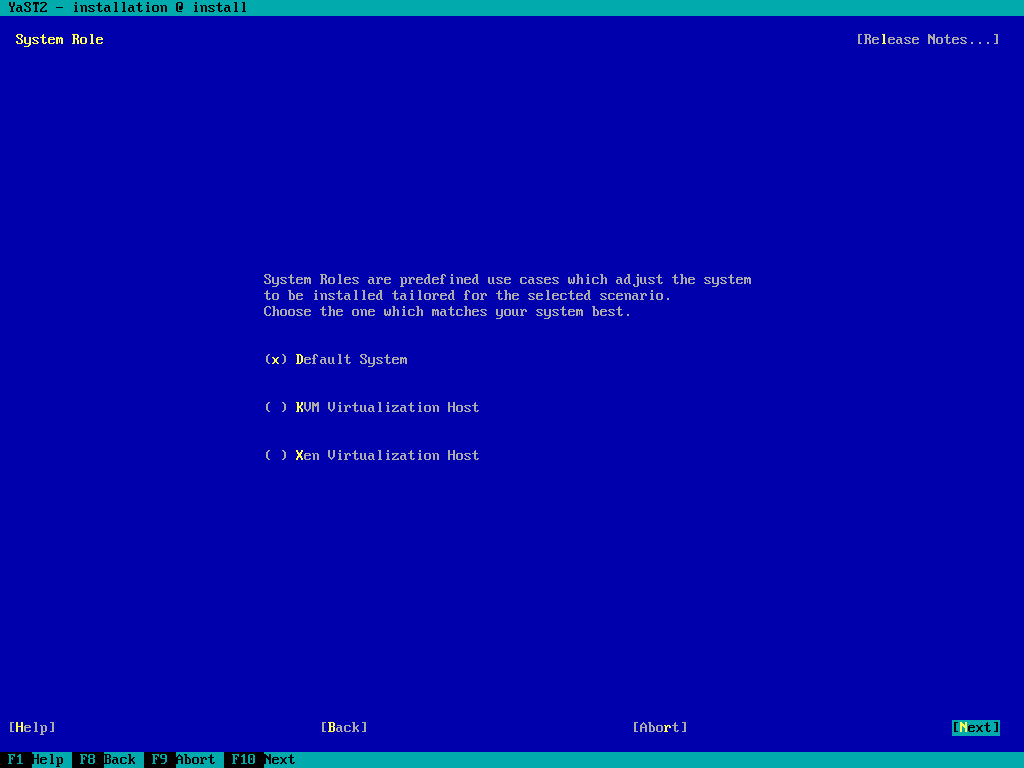 YaST2 - installation @ install
System Role [Release Notes...]
System Roles are predefined use cases which adjust the system
to be installed tailored for the selected scenario.
Choose the one which matches your system best.
(x) Default System
( ) KVM Virtualization Host
( ) Xen Virtualization Host
[Help] [Back] [Abort] [Next]
F1 Help F8 Back F9 Abort F10 Next